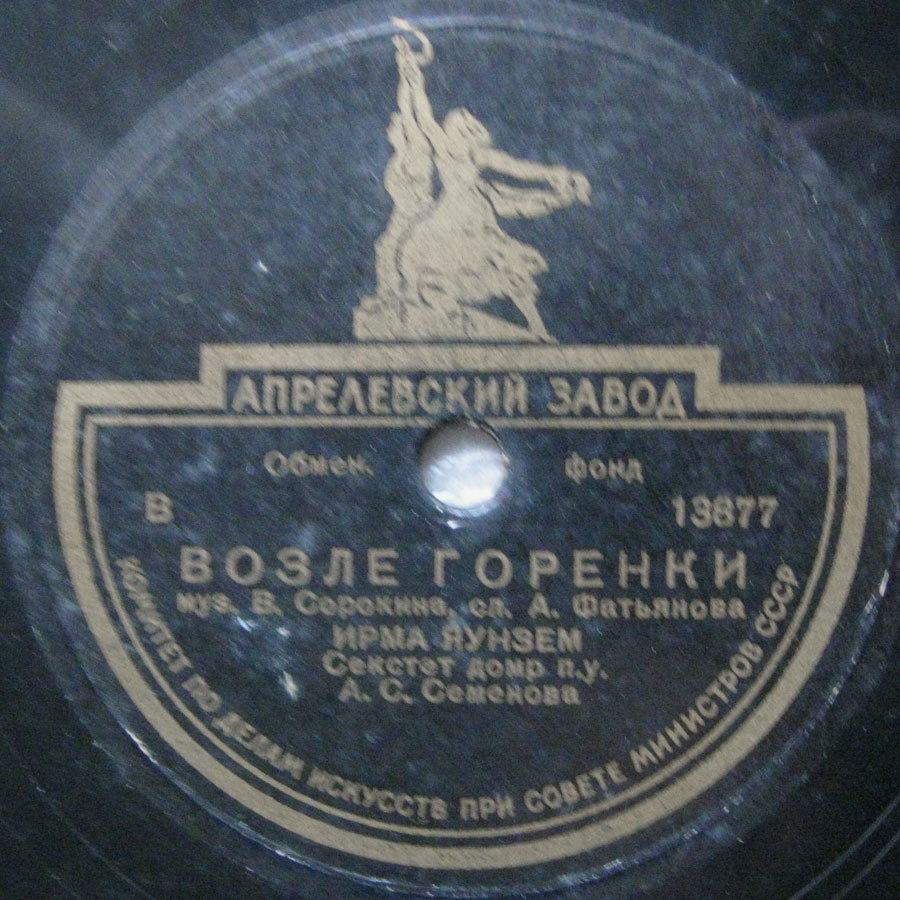 АПРЕЛЕВСКИЙ ЗАВОД
Обмен. фонд
В 13877
ВОЗЛЕ ГОРЕНКИ
муз. В. Сорокина, сл. А. Фатьянова
ИРМА ЯУНЗЕМ
Секстет домр п.у.
А. С. Семенова
КОМИТЕТ ПО ДЕЛАМ ИСКУССТВ ПРИ СОВЕТЕ МИНИСТРОВ СССР